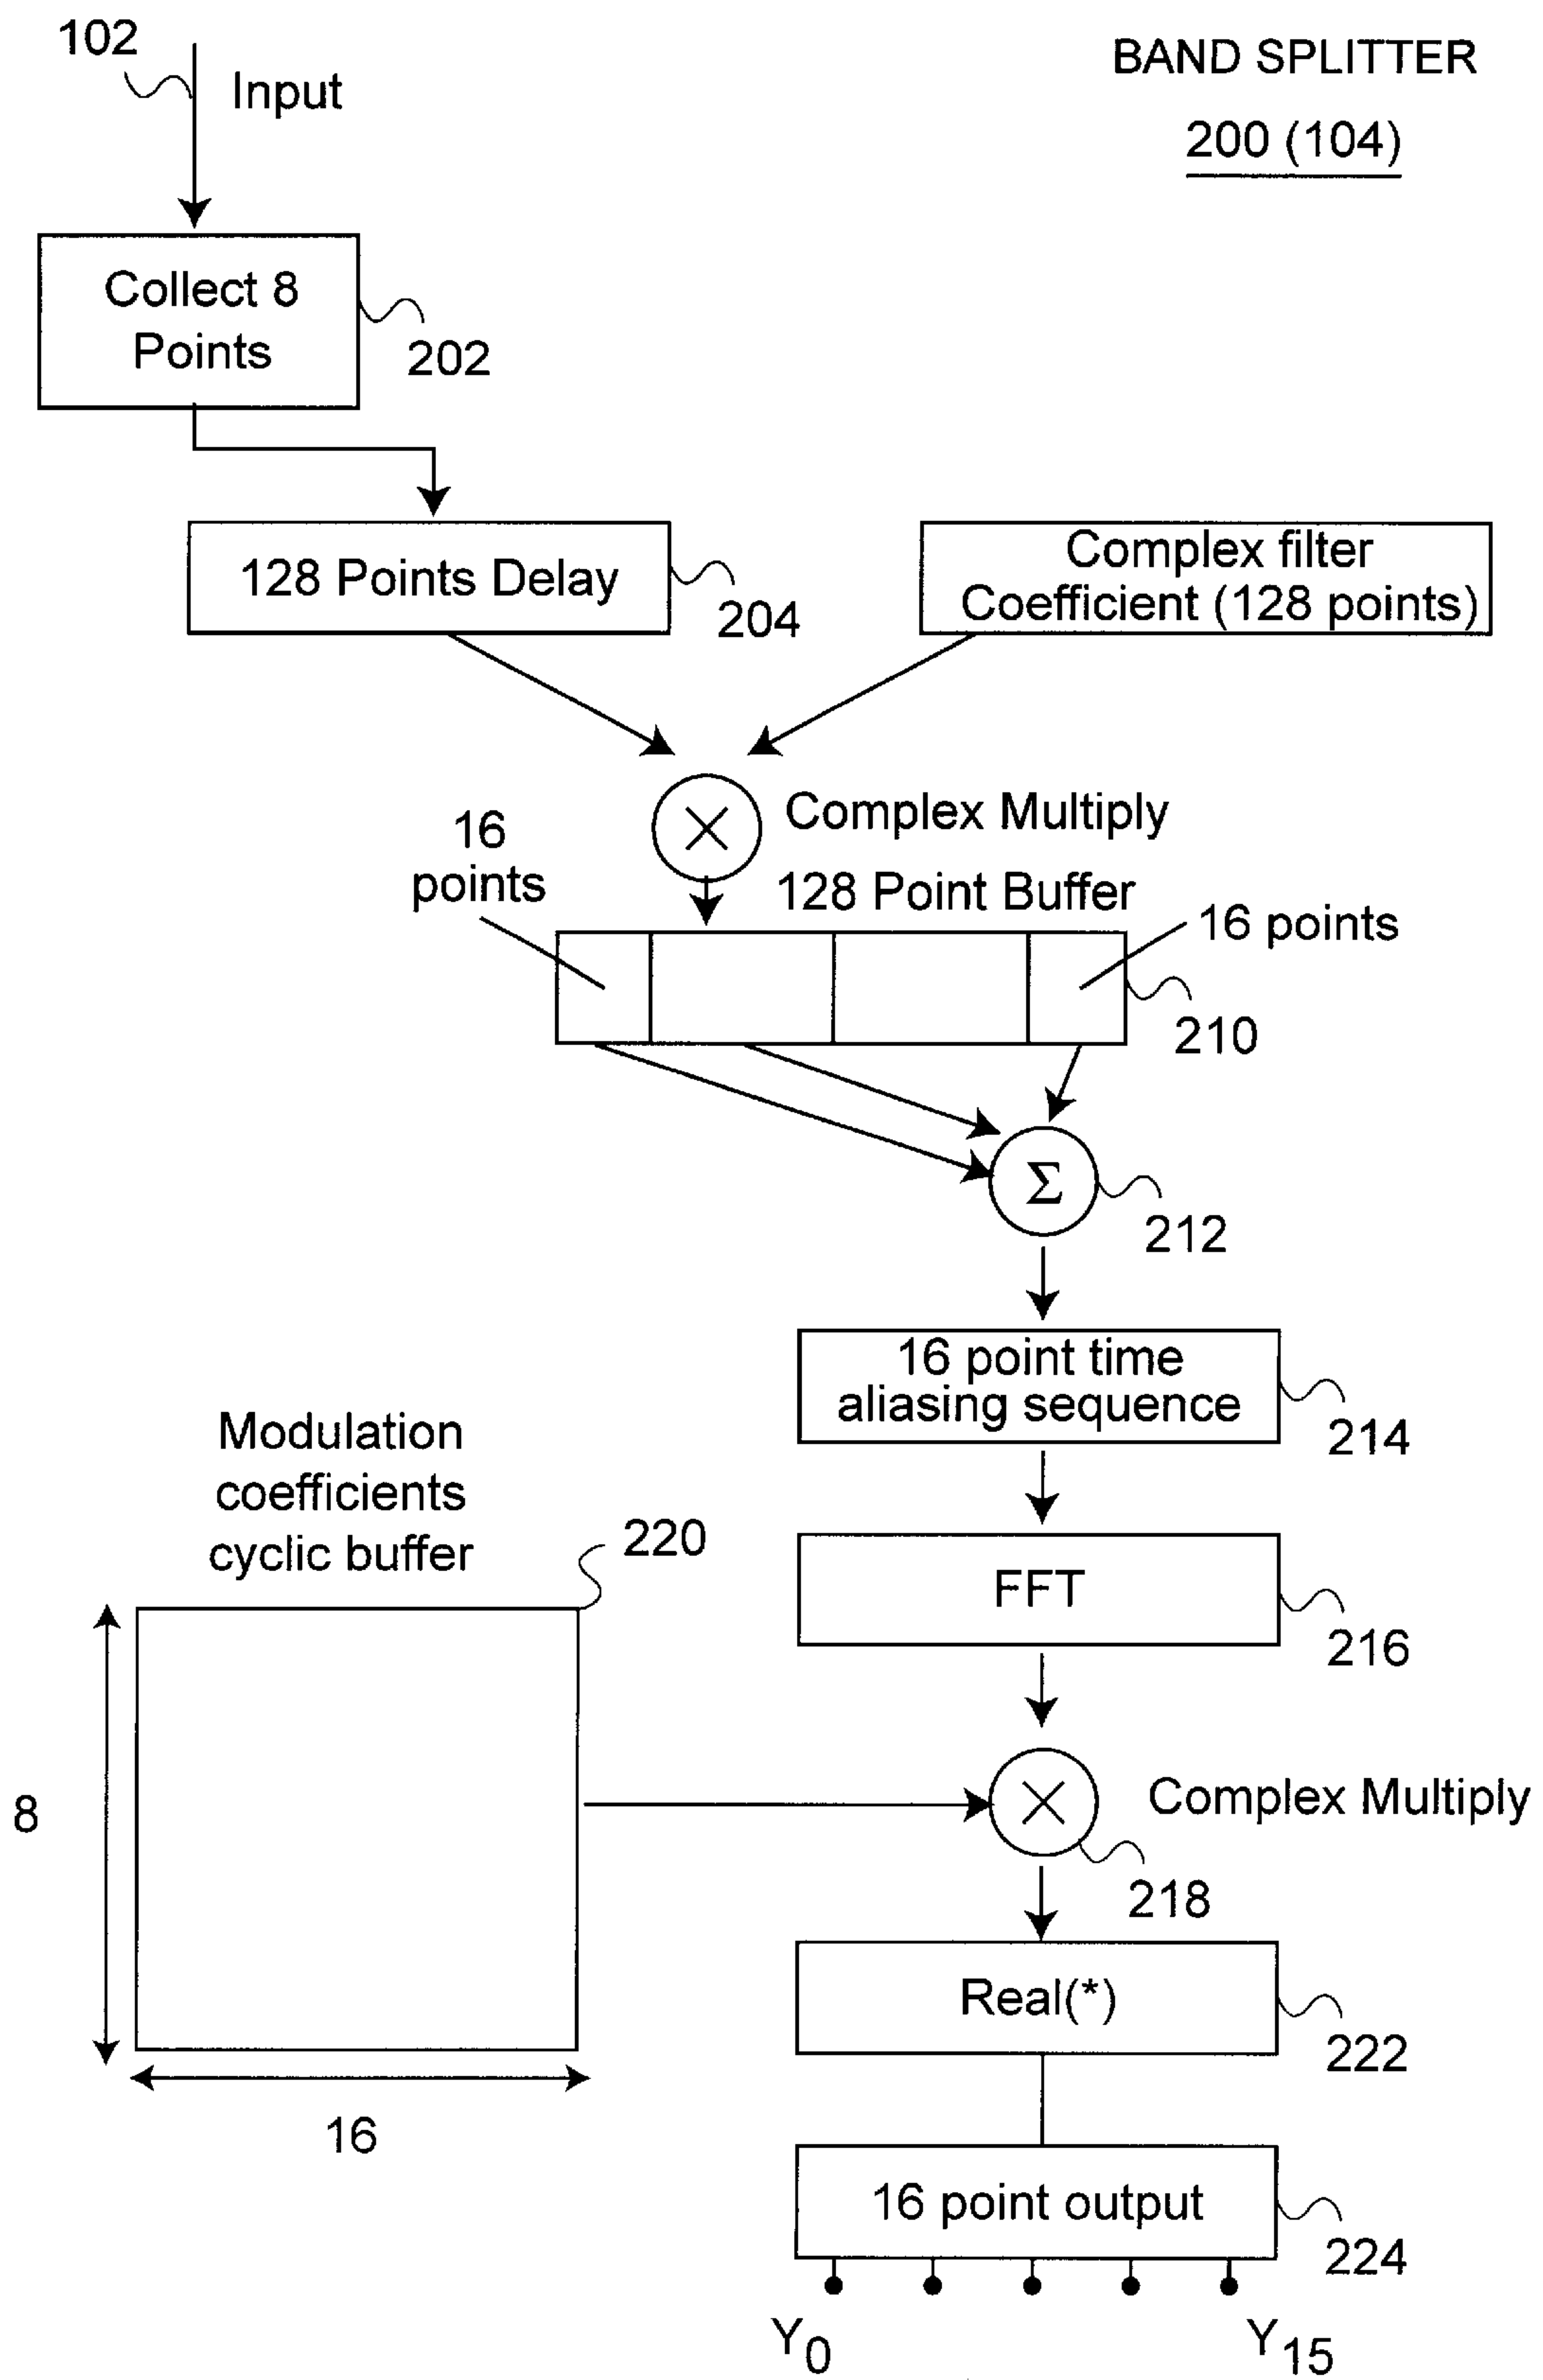 102
Input
BAND SPLITTER
200 (104)
Collect 8
Points
202
128 Points Delay
204
Complex filter
Coefficient (128 points)
Complex Multiply
16
points
128 Point Buffer
16 points
210
Σ
212
16 point time
aliasing sequence
214
Modulation
coefficients
cyclic buffer
220
FFT
216
8
Complex Multiply
218
16
Real(*)
222
16 point output
224
Y0
Y15